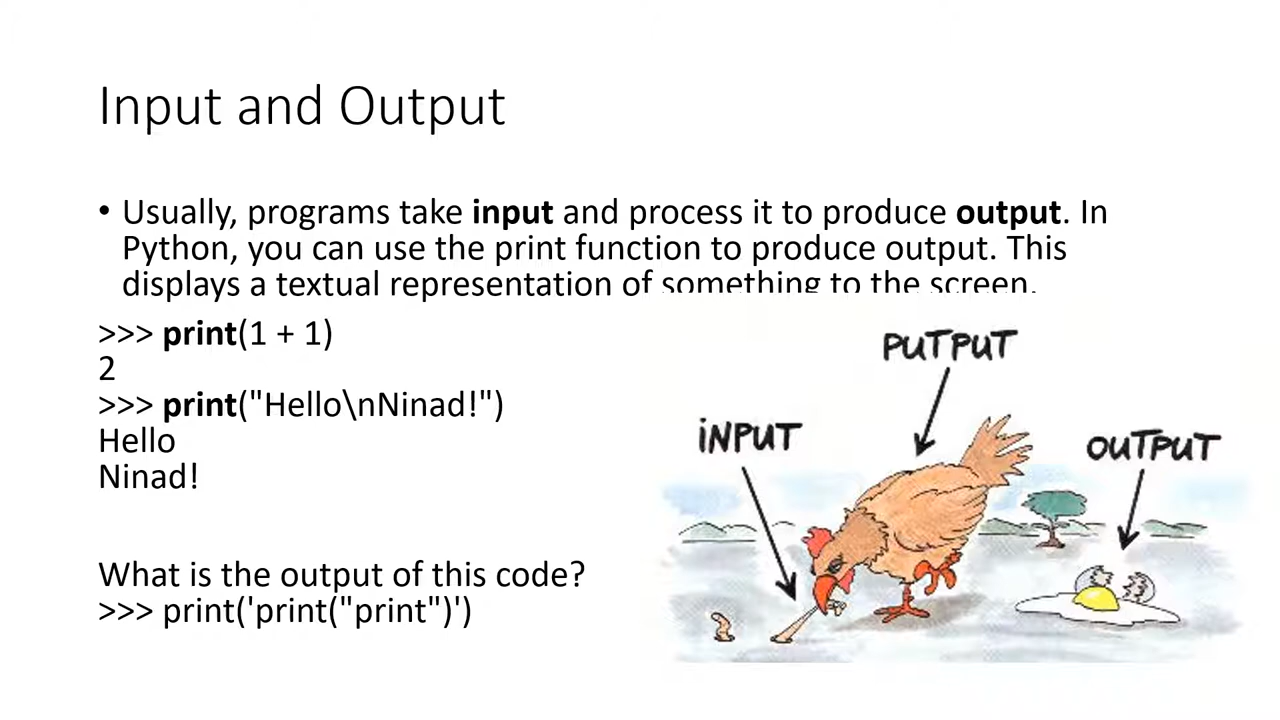 Input and Output
• Usually, programs take input and process it to produce output. In
Python, you can use the print function to produce output. This
displays a textual representation of something to the screen.
>>> print(1 + 1)
2
>>> print("Hello\nNinad!")
Hello
Ninad!
What is the output of this code?
>>> print('print("print")')
PUTPUT
iNPUT
OUTPUT